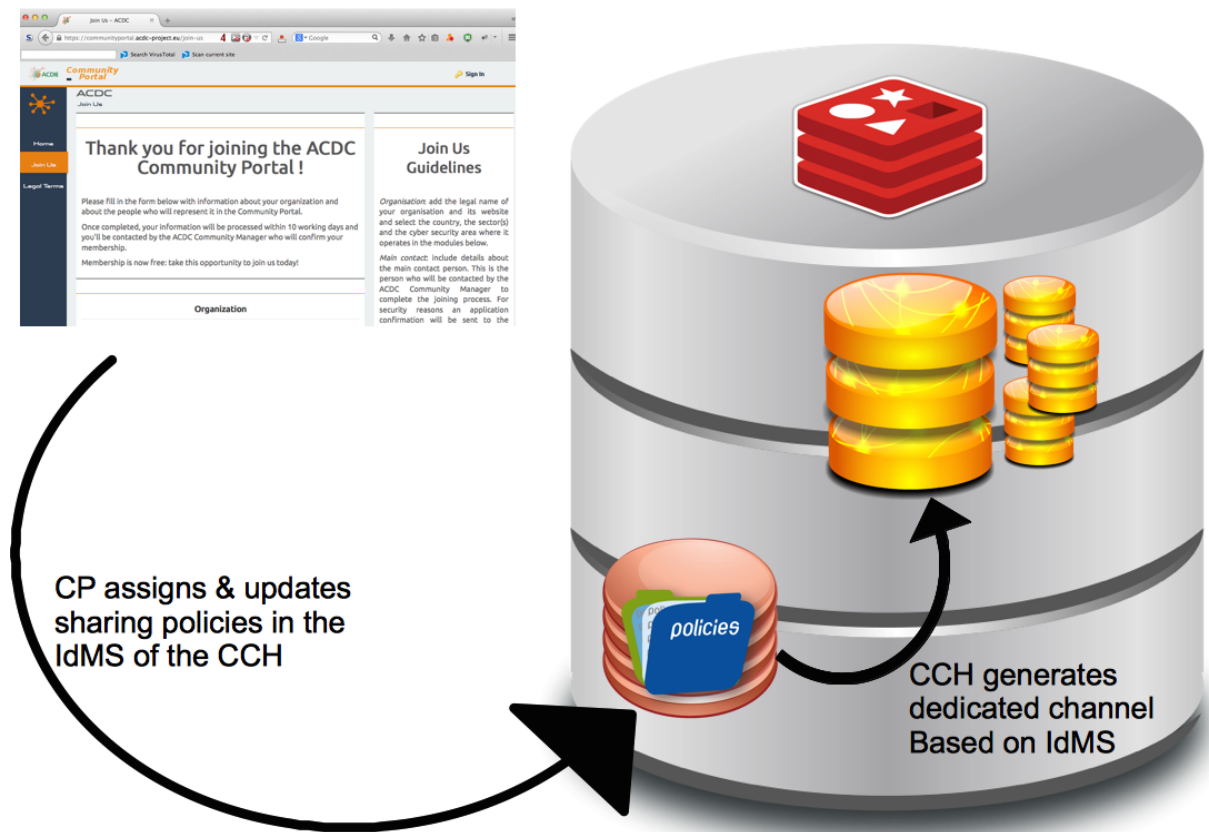 Join Us - ACDC
https://communityportal.acdc-project.eu/join-us
Google
Search VirusTotal
Scan current site
ACDC
Community
Portal
Sign In
ACDC
Join Us
Home
Join Us
Legal Terms
Thank you for joining the ACDC
Community Portal !
Please fill in the form below with information about your organization and
about the people who will represent it in the Community Portal.
Once completed, your information will be processed within 10 working days and
you'll be contacted by the ACDC Community Manager who will confirm your
membership.
Membership is now free: take this opportunity to join us today!
Organization
Join Us
Guidelines
Organisation: add the legal name of
your organisation and its website
and select the country, the sector(s)
and the cyber security area where it
operates in the modules below.
Main contact: include details about
the main contact person. This is the
person who will be contacted by the
ACDC Community Manager to
complete the joining process. For
security reasons an application
confirmation will be sent to the
CP assigns & updates
sharing policies in the
IdMS of the CCH
policies
CCH generates
dedicated channel
Based on IdMS